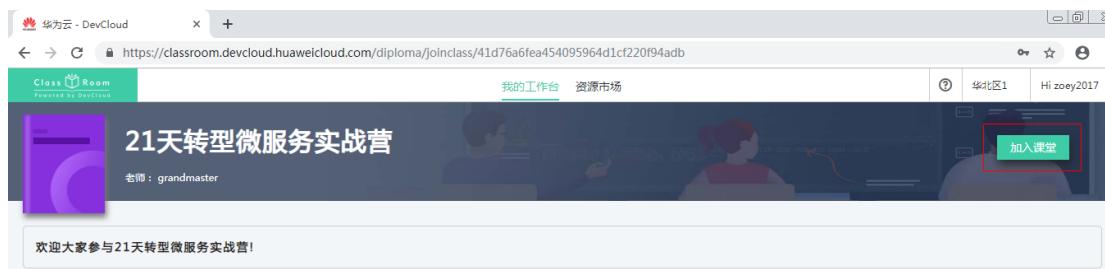 华为云 - DevCloud
https://classroom.devcloud.huaweicloud.com/diploma/joinclass/41d76a6fea454095964d1cf220f94adb
Class Room
Powered by DevCloud
我的工作台 资源市场
华北区1 Hi zoey2017
21天转型微服务实战营
加入课堂
老师： grandmaster
欢迎大家参与21天转型微服务实战营!